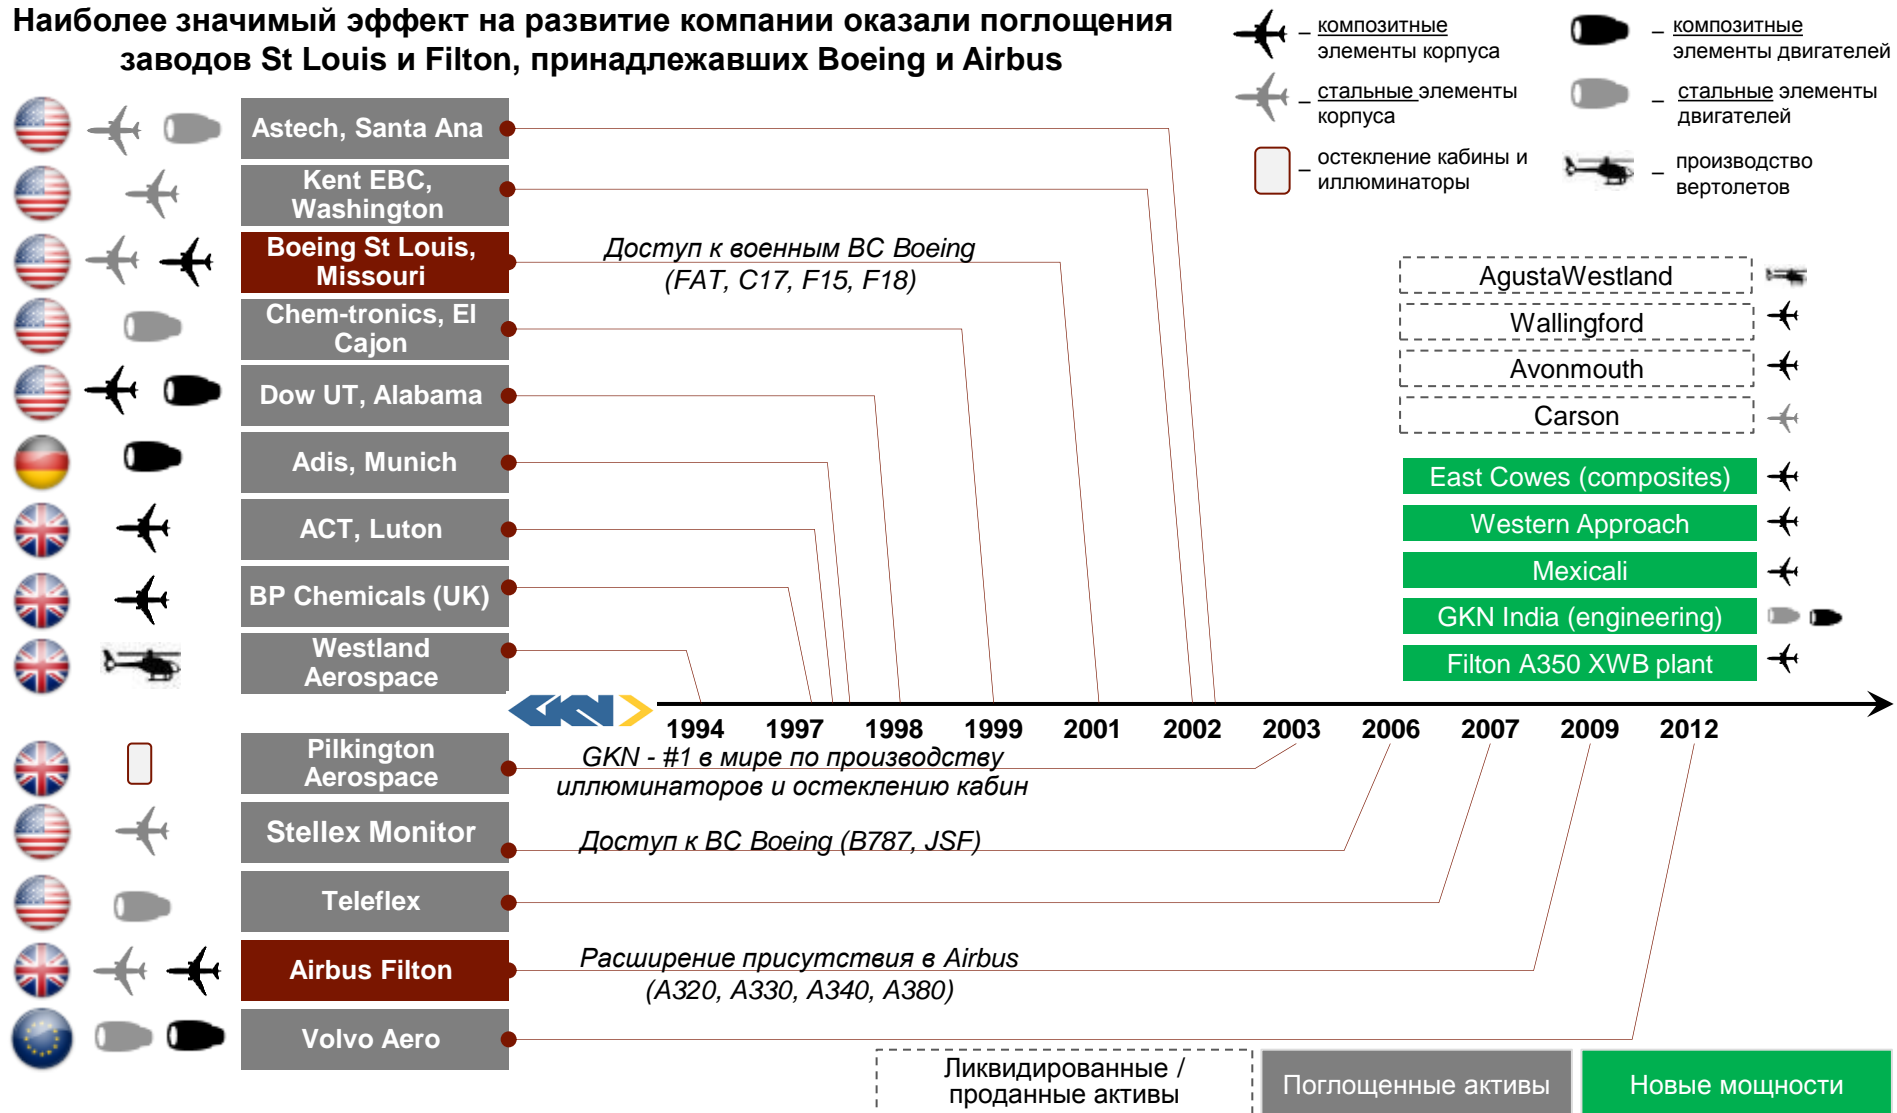 Наиболее значимый эффект на развитие компании оказали поглощения
заводов St Louis и Filton, принадлежавших Boeing и Airbus
– композитные
элементы корпуса
– композитные
элементы двигателей
– стальные элементы
корпуса
– стальные элементы
двигателей
– остекление кабины и
иллюминаторы
– производство
вертолетов
Astech, Santa Ana
Kent EBC,
Washington
Boeing St Louis,
Missouri
Доступ к военным ВС Boeing
(FAT, C17, F15, F18)
Chem-tronics, El
Cajon
Dow UT, Alabama
Adis, Munich
ACT, Luton
BP Chemicals (UK)
Westland
Aerospace
AgustaWestland
Wallingford
Avonmouth
Carson
East Cowes (composites)
Western Approach
Mexicali
GKN India (engineering)
Filton A350 XWB plant
GKN
1994 1997 1998 1999 2001 2002 2003 2006 2007 2009 2012
Pilkington
Aerospace
GKN - #1 в мире по производству
иллюминаторов и остеклению кабин
Stellex Monitor
Доступ к ВС Boeing (B787, JSF)
Teleflex
Airbus Filton
Расширение присутствия в Airbus
(A320, A330, A340, A380)
Volvo Aero
Ликвидированные /
проданные активы
Поглощенные активы
Новые мощности